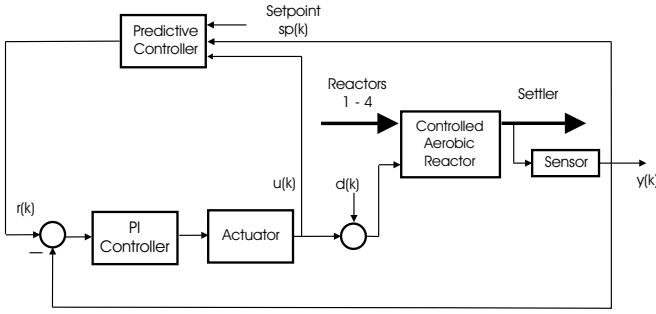 Setpoint
sp(k)
Predictive
Controller
Reactors
1 - 4
Settler
Controlled
Aerobic
Reactor
Sensor
y(k)
u(k)
d(k)
r(k)
PI
Controller
Actuator